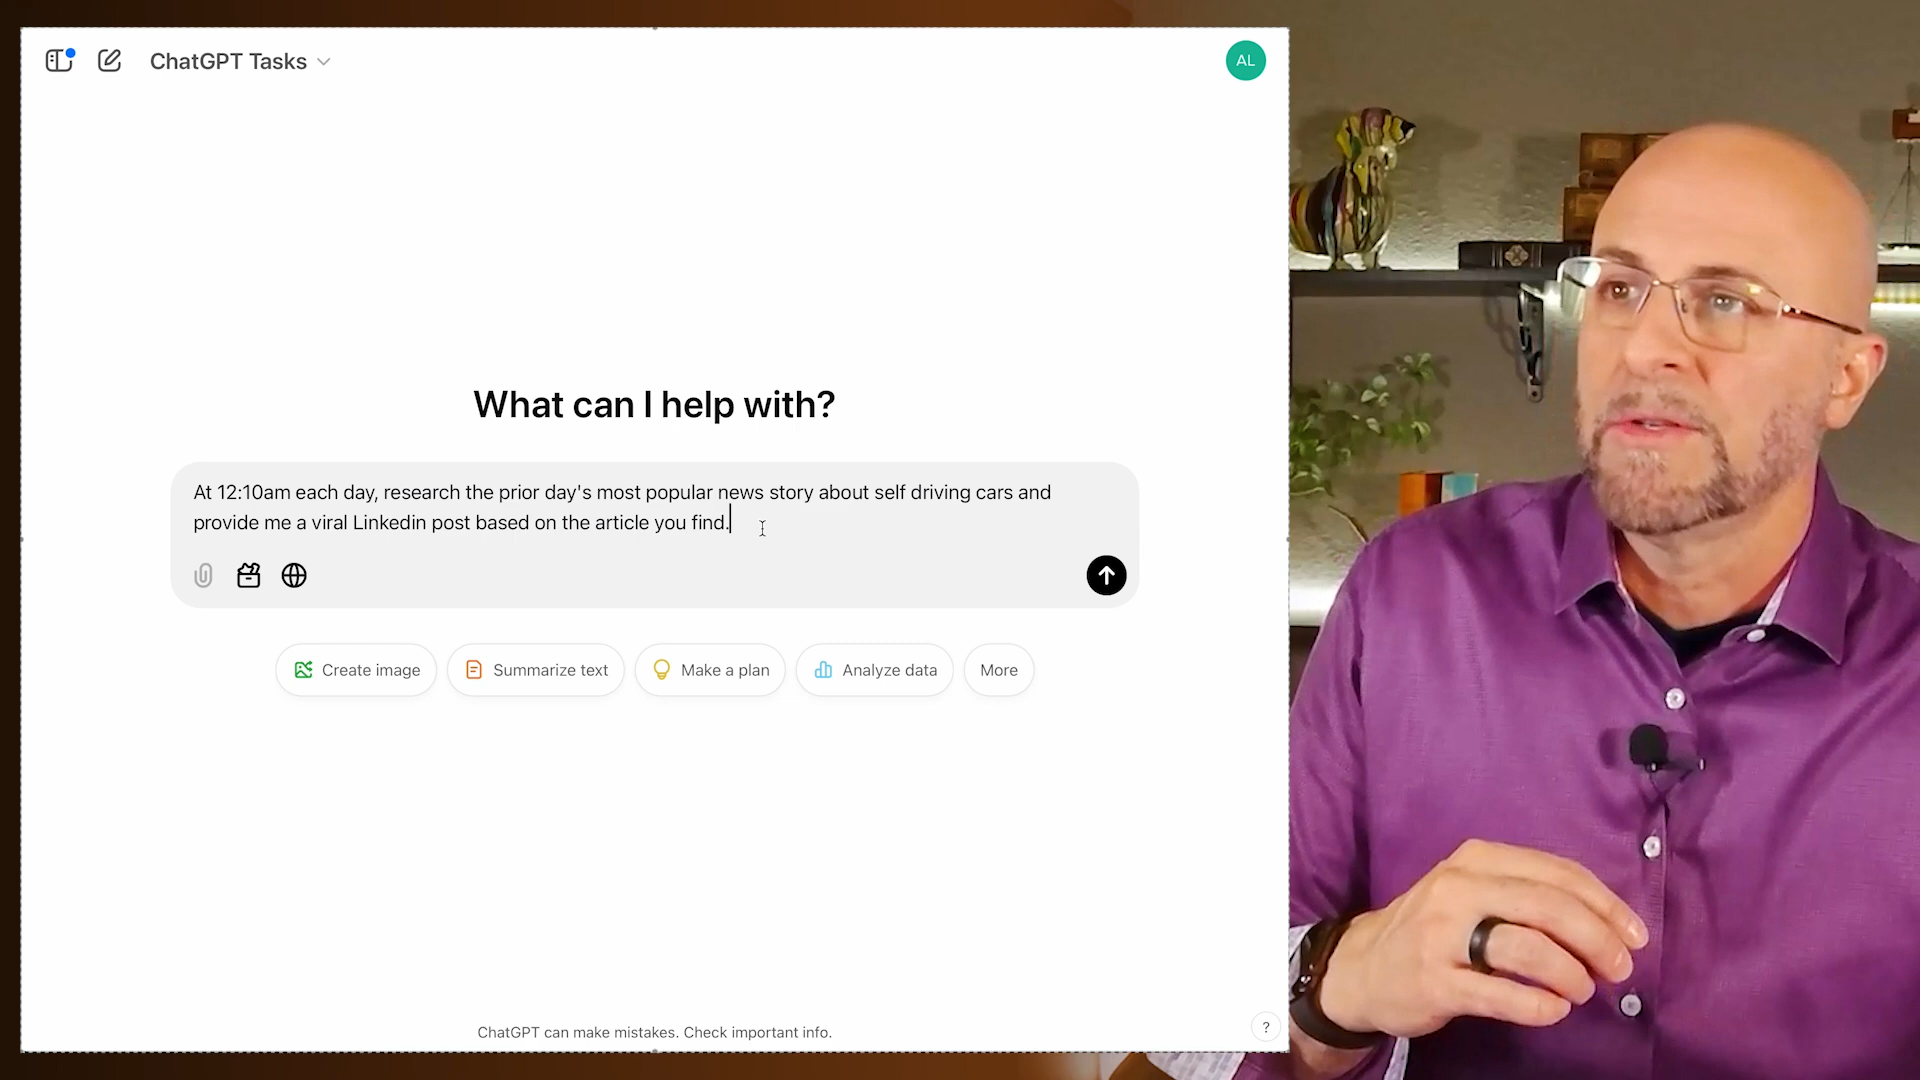 ChatGPT Tasks
AL
What can I help with?
At 12:10am each day, research the prior day's most popular news story about self driving cars and
provide me a viral Linkedin post based on the article you find.
Create image
Summarize text
Make a plan
Analyze data
More
ChatGPT can make mistakes. Check important info.
?